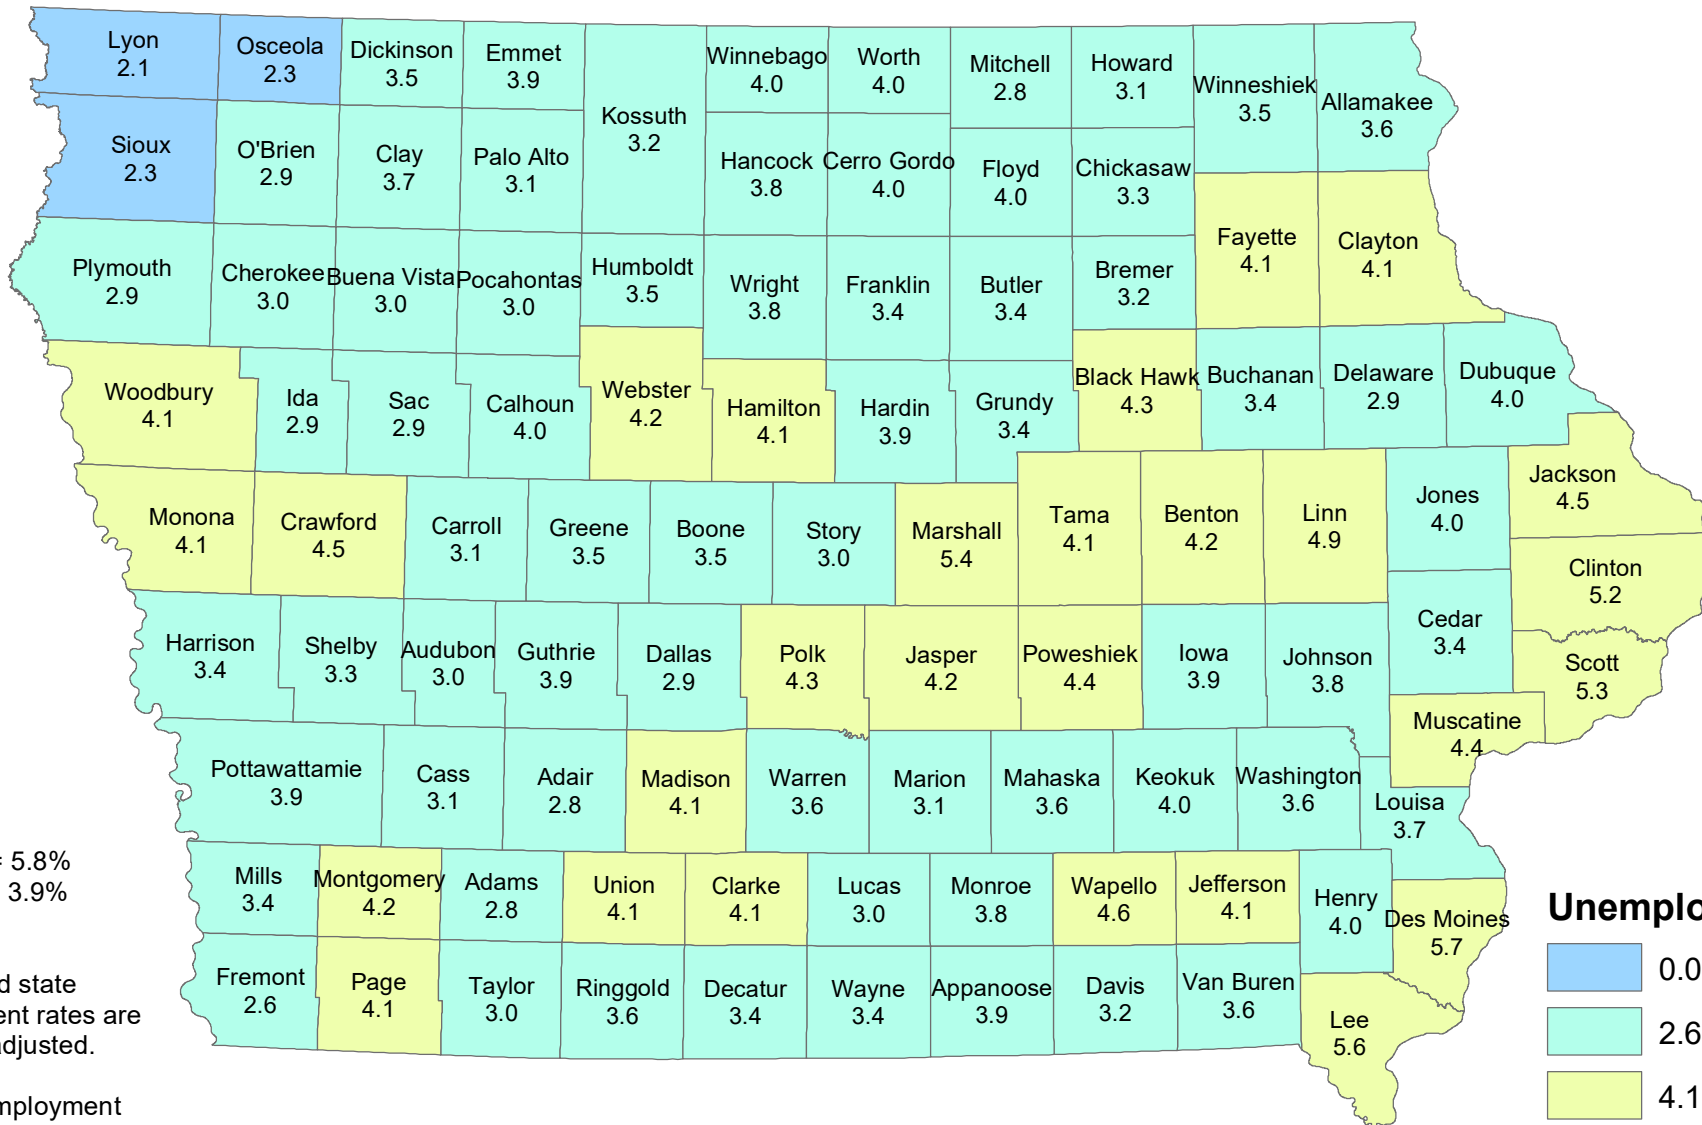 Lyon
2.1
Osceola
2.3
Dickinson
3.5
Emmet
3.9
Kossuth
3.2
Winnebago
4.0
Worth
4.0
Mitchell
2.8
Howard
3.1
Winneshiek
3.5
Allamakee
3.6
Sioux
2.3
O'Brien
2.9
Clay
3.7
Palo Alto
3.1
Hancock
3.8
Cerro Gordo
4.0
Floyd
4.0
Chickasaw
3.3
Fayette
4.1
Clayton
4.1
Plymouth
2.9
Cherokee
3.0
Buena Vista
3.0
Pocahontas
3.0
Humboldt
3.5
Wright
3.8
Franklin
3.4
Butler
3.4
Bremer
3.2
Woodbury
4.1
Ida
2.9
Sac
2.9
Calhoun
4.0
Webster
4.2
Hamilton
4.1
Hardin
3.9
Grundy
3.4
Black Hawk
4.3
Buchanan
3.4
Delaware
2.9
Dubuque
4.0
Monona
4.1
Crawford
4.5
Carroll
3.1
Greene
3.5
Boone
3.5
Story
3.0
Marshall
5.4
Tama
4.1
Benton
4.2
Linn
4.9
Jones
4.0
Jackson
4.5
Clinton
5.2
Harrison
3.4
Shelby
3.3
Audubon
3.0
Guthrie
3.9
Dallas
2.9
Polk
4.3
Jasper
4.2
Poweshiek
4.4
Iowa
3.9
Johnson
3.8
Cedar
3.4
Scott
5.3
Muscatine
4.4
Pottawattamie
3.9
Cass
3.1
Adair
2.8
Madison
4.1
Warren
3.6
Marion
3.1
Mahaska
3.6
Keokuk
4.0
Washington
3.6
Louisa
3.7
Mills
3.4
Montgomery
4.2
Adams
2.8
Union
4.1
Clarke
4.1
Lucas
3.0
Monroe
3.8
Wapello
4.6
Jefferson
4.1
Henry
4.0
Des Moines
5.7
Fremont
2.6
Page
4.1
Taylor
3.0
Ringgold
3.6
Decatur
3.4
Wayne
3.4
Appanoose
3.9
Davis
3.2
Van Buren
3.6
Lee
5.6
= 5.8%
3.9%
d state
ent rates are
adjusted.
mployment
Unemplo
0.0
2.6
4.1